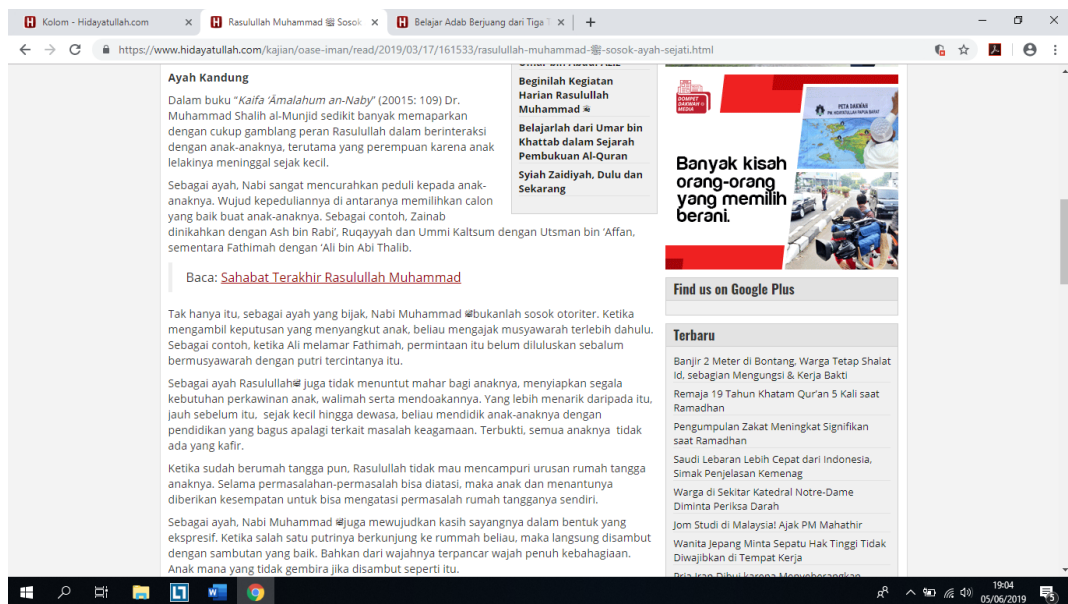 Kolom - Hidayatullah.com
Rasulullah Muhammad ﷺ Sosok
Belajar Adab Berjuang dari Tiga T
https://www.hidayatullah.com/kajian/oase-iman/read/2019/03/17/161533/rasulullah-muhammad-ﷺ-sosok-ayah-sejati.html
Ayah Kandung
Dalam buku "Kaifa 'Āmalahum an-Naby" (20015: 109) Dr.
Muhammad Shalih al-Munjid sedikit banyak memaparkan
dengan cukup gamblang peran Rasulullah dalam berinteraksi
dengan anak-anaknya, terutama yang perempuan karena anak
lelakinya meninggal sejak kecil.
Sebagai ayah, Nabi sangat mencurahkan peduli kepada anak-
anaknya. Wujud kepeduliannya di antaranya memilihkan calon
yang baik buat anak-anaknya. Sebagai contoh, Zainab
dinikahkan dengan Ash bin Rabi', Ruqayyah dan Ummi Kaltsum dengan Utsman bin 'Affan,
sementara Fathimah dengan 'Ali bin Abi Thalib.
Baca: Sahabat Terakhir Rasulullah Muhammad
Tak hanya itu, sebagai ayah yang bijak, Nabi Muhammad ﷺbukanlah sosok otoriter. Ketika
mengambil keputusan yang menyangkut anak, beliau mengajak musyawarah terlebih dahulu.
Sebagai contoh, ketika Ali melamar Fathimah, permintaan itu belum diluluskan sebalum
bermusyawarah dengan putri tercintanya itu.
Sebagai ayah Rasulullahﷺ juga tidak menuntut mahar bagi anaknya, menyiapkan segala
kebutuhan perkawinan anak, walimah serta mendoakannya. Yang lebih menarik daripada itu,
jauh sebelum itu, sejak kecil hingga dewasa, beliau mendidik anak-anaknya dengan
pendidikan yang bagus apalagi terkait masalah keagamaan. Terbukti, semua anaknya tidak
ada yang kafir.
Ketika sudah berumah tangga pun, Rasulullah tidak mau mencampuri urusan rumah tangga
anaknya. Selama permasalahan-permasalah bisa diatasi, maka anak dan menantunya
diberikan kesempatan untuk bisa mengatasi permasalah rumah tangganya sendiri.
Sebagai ayah, Nabi Muhammad ﷺjuga mewujudkan kasih sayangnya dalam bentuk yang
ekspresif. Ketika salah satu putrinya berkunjung ke rummah beliau, maka langsung disambut
dengan sambutan yang baik. Bahkan dari wajahnya terpancar wajah penuh kebahagiaan.
Anak mana yang tidak gembira jika disambut seperti itu.
Umar bin Abdul Aziz
Beginilah Kegiatan
Harian Rasulullah
Muhammad ﷺ
Belajarlah dari Umar bin
Khattab dalam Sejarah
Pembukuan Al-Quran
Syiah Zaidiyah, Dulu dan
Sekarang
DOMPET
DAKWAH
MEDIA
PETA DAKWAH
PW. HIDAYATULLAH PAPUA BARAT
Banyak kisah
orang-orang
yang memilih
berani.
Find us on Google Plus
Terbaru
Banjir 2 Meter di Bontang, Warga Tetap Shalat
Id, sebagian Mengungsi & Kerja Bakti
Remaja 19 Tahun Khatam Qur'an 5 Kali saat
Ramadhan
Pengumpulan Zakat Meningkat Signifikan
saat Ramadhan
Saudi Lebaran Lebih Cepat dari Indonesia,
Simak Penjelasan Kemenag
Warga di Sekitar Katedral Notre-Dame
Diminta Periksa Darah
Jom Studi di Malaysia! Ajak PM Mahathir
Wanita Jepang Minta Sepatu Hak Tinggi Tidak
Diwajibkan di Tempat Kerja
Pria Iran Dibui karena Menyeberangkan
19:04
05/06/2019
5